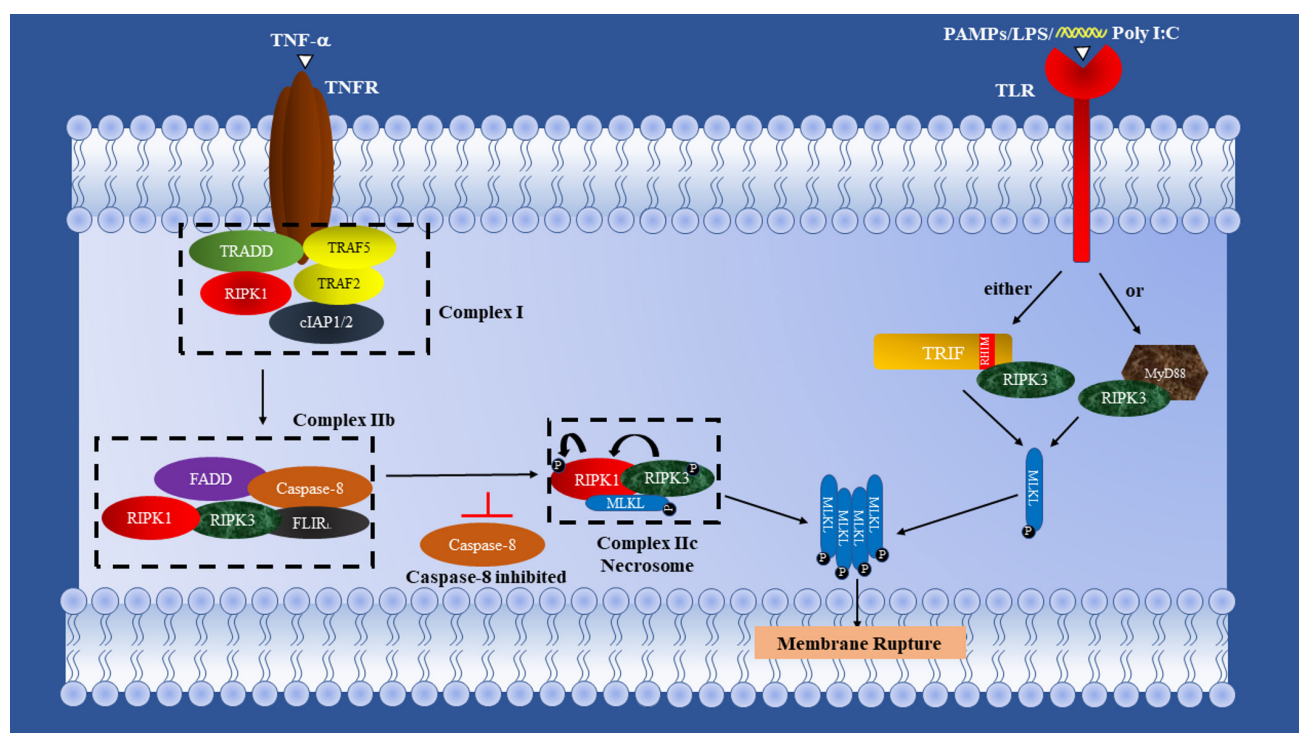 TNF-α
TNFR
PAMPs/LPS/ Poly I:C
TLR
TRADD
TRAF5
RIPK1
TRAF2
cIAP1/2
Complex I
either
or
TRIF
RHIM
RIPK3
MyD88
RIPK3
Complex IIb
FADD
Caspase-8
RIPK1
RIPK3
FLIRL
Caspase-8
Caspase-8 inhibited
P
RIPK1
RIPK3
P
MLKL
P
Complex IIc
Necrosome
MLKL
MLKL
MLKL
MLKL
P
P
P
P
MLKL
P
Membrane Rupture